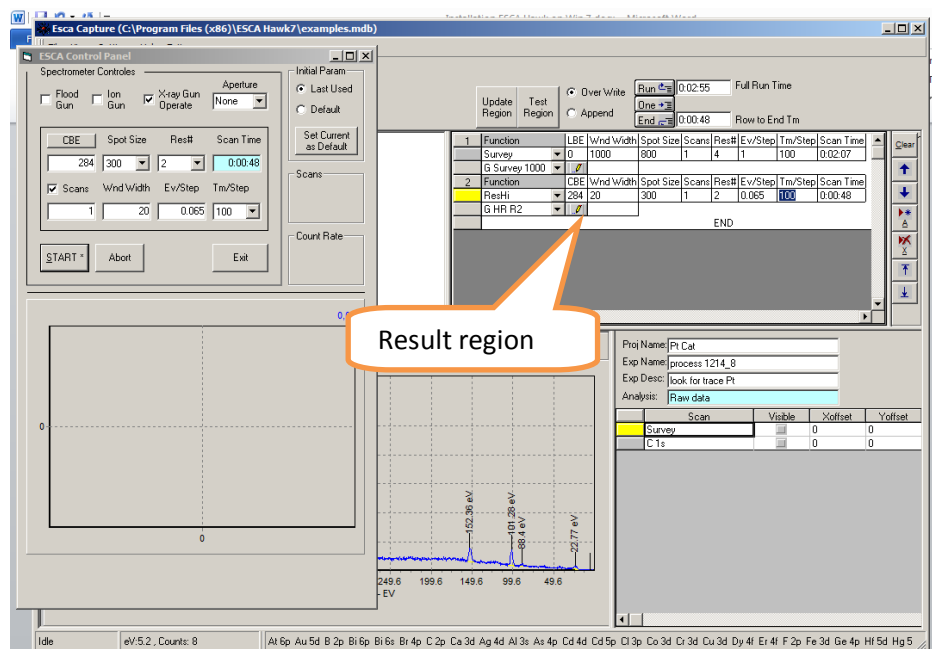 Esca Capture (C:\Program Files (x86)\ESCA Hawk7\examples.mdb)
ESCA Control Panel
Spectrometer Controles
Flood Gun
Ion Gun
X-ray Gun Operate
Aperture
None
CBE Spot Size Res# Scan Time
284 300 2 0:00:48
Scans Wnd Width Ev/Step Tm/Step
1 20 0.065 100
START * Abort Exit
Initial Param
Last Used
Default
Set Current as Default
Scans
Count Rate
0
0
Update Region
Test Region
Over Write
Append
Run 0:02:55 Full Run Time
One
End 0:00:48 Row to End Tm
1 Function LBE Wnd Width Spot Size Scans Res# Ev/Step Tm/Step Scan Time
Survey 0 1000 800 1 4 1 100 0:02:07
G Survey 1000
2 Function CBE Wnd Width Spot Size Scans Res# Ev/Step Tm/Step Scan Time
ResHi 284 20 300 1 2 0.065 100 0:00:48
G HR R2
END
Clear
A
X
Result region
Proj Name: Pt Cat
Exp Name: process 1214_8
Exp Desc: look for trace Pt
Analysis: Raw data
Scan Visible Xoffset Yoffset
Survey 0 0
C 1s 0 0
152.36 eV
101.28 eV
88.4 eV
22.77 eV
249.6 199.6 149.6 99.6 49.6
- EV
Idle eV:5.2 , Counts: 8 At 6p Au 5d B 2p Bi 6p Bi 6s Br 4p C 2p Ca 3d Ag 4d Al 3s As 4p Cd 4d Cd 5p Cl 3p Co 3d Cr 3d Cu 3d Dy 4f Er 4f F 2p Fe 3d Ge 4p Hf 5d Hg 5